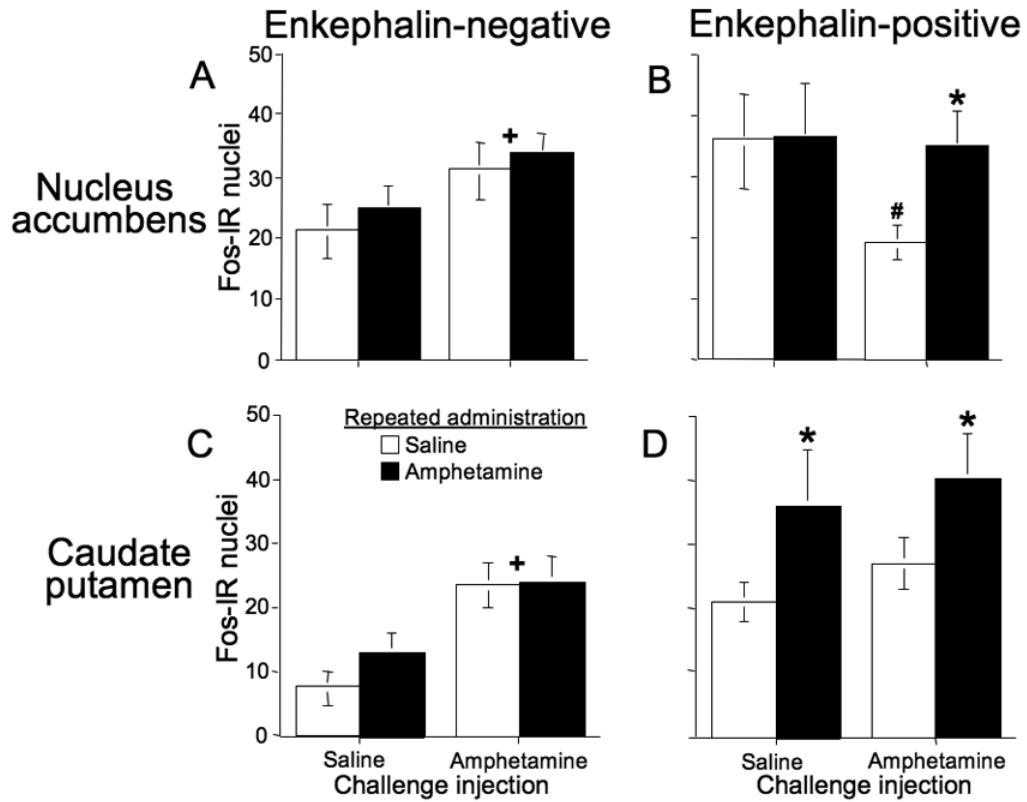 Enkephalin-negative
Enkephalin-positive
A
B
Nucleus
accumbens
Fos-IR nuclei
50
40
30
20
10
0
+
*
#
C
D
Caudate
putamen
Fos-IR nuclei
50
40
30
20
10
0
Repeated administration
Saline
Amphetamine
+
*
*
Saline
Amphetamine
Challenge injection
Saline
Amphetamine
Challenge injection